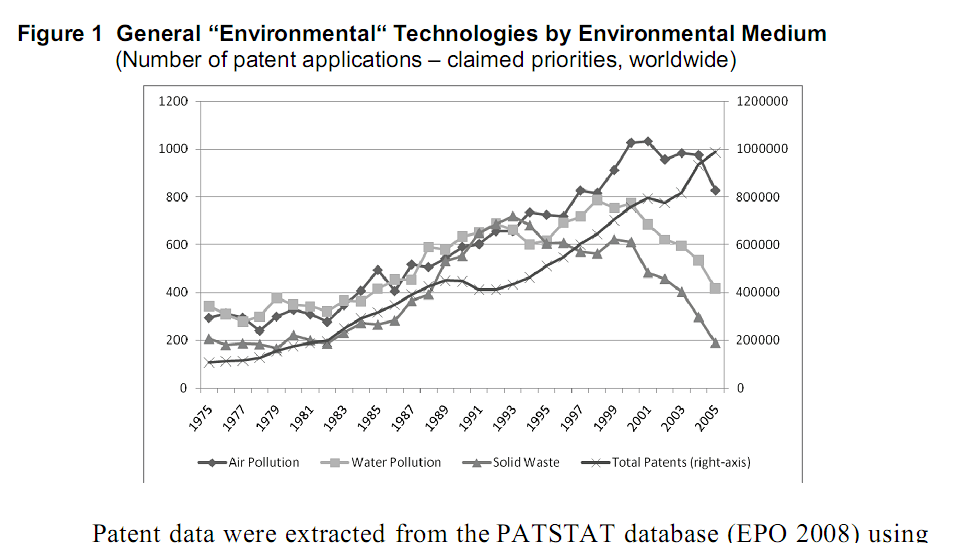 Figure 1 General “Environmental“ Technologies by Environmental Medium
(Number of patent applications – claimed priorities, worldwide)
1200 1200000
1000 1000000
800 800000
600 600000
400 400000
200 200000
0 0
1975 1977 1979 1981 1983 1985 1987 1989 1991 1993 1995 1997 1999 2001 2003 2005
Air Pollution Water Pollution Solid Waste Total Patents (right-axis)
Patent data were extracted from the PATSTAT database (EPO 2008) using